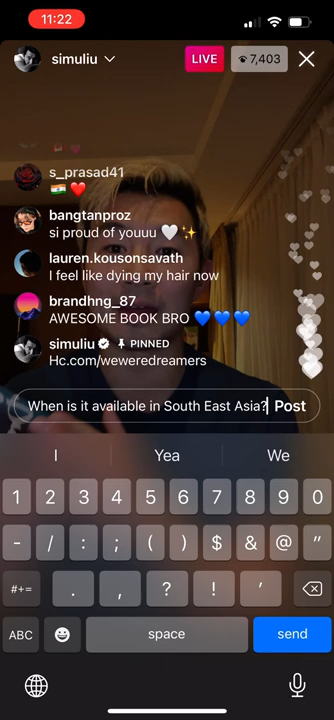 11:22
simuliu
LIVE
7,403
s_prasad41
🇮🇳 ❤️
bangtanproz
si proud of youuu 🤍 ✨
lauren.kousonsavath
I feel like dying my hair now
brandhng_87
AWESOME BOOK BRO 💙 💙 💙
simuliu PINNED
Hc.com/weweredreamers
When is it available in South East Asia? Post
I Yea We
1 2 3 4 5 6 7 8 9 0
- / : ; ( ) $ & @ "
#+= . , ? ! '
ABC space send